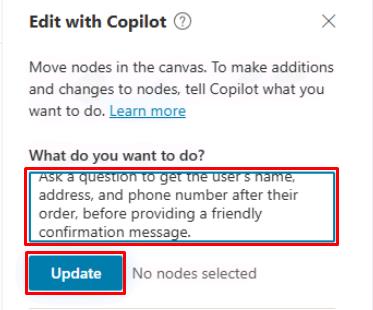 Edit with Copilot
Move nodes in the canvas. To make additions
and changes to nodes, tell Copilot what you
want to do. Learn more
What do you want to do?
Ask a question to get the user's name,
address, and phone number after their
order, before providing a friendly
confirmation message.
Update No nodes selected